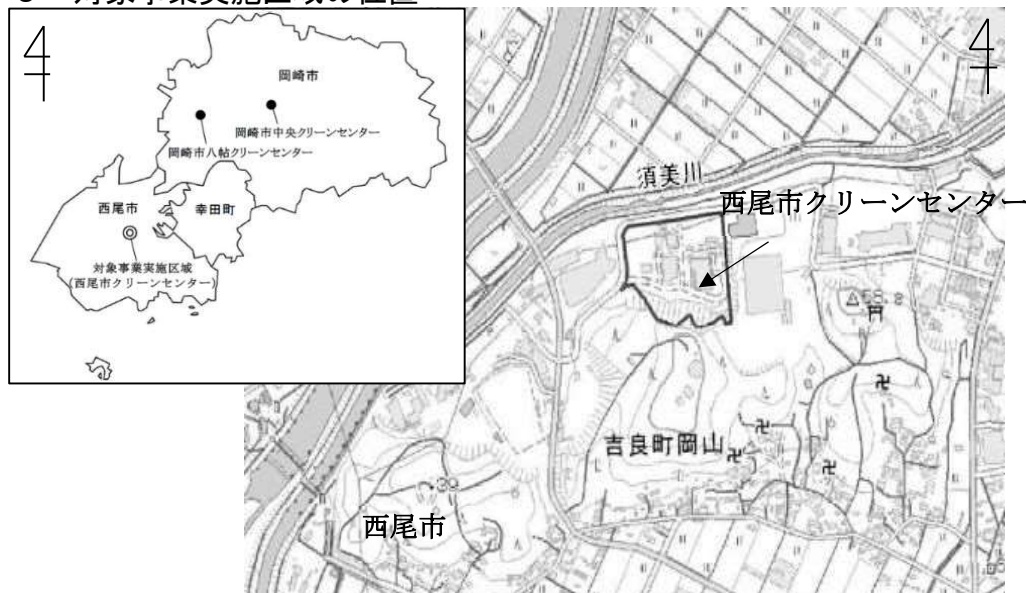 岡崎市
岡崎市中央クリーンセンター
岡崎市八帖クリーンセンター
西尾市
幸田町
対象事業実施区域
(西尾市クリーンセンター)
須美川
西尾市クリーンセンター
58.8
吉良町岡山
西尾市